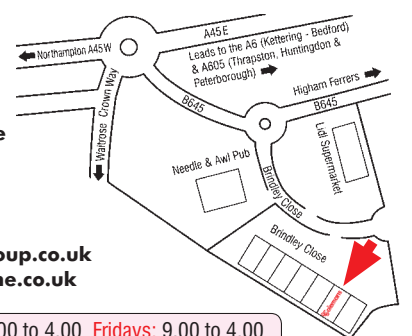 A45 E
Northampton A45 W
Leads to the A6 (Kettering - Bedford)
& A605 (Thrapston, Huntingdon &
Peterborough)
Higham Ferrers
B645
B645
Waitrose Crown Way
e
Needle & Awl Pub
Lidl Supermarket
Brindley Close
Brindley Close
oup.co.uk
ne.co.uk
.00 to 4.00 Fridays: 9.00 to 4.00